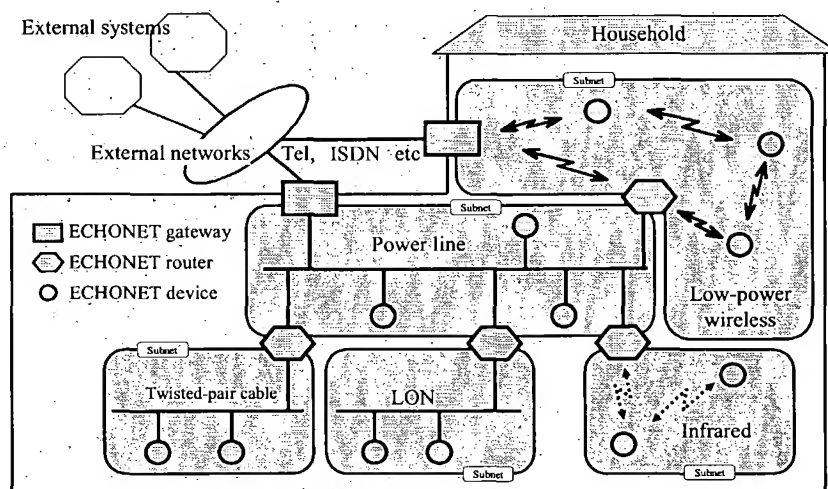 External systems
Household
Subnet
External networks
Tel, ISDN etc
Subnet
ECHONET gateway
ECHONET router
ECHONET device
Power line
Low-power
wireless
Subnet
Twisted-pair cable
LON
Infrared
Subnet
Subnet